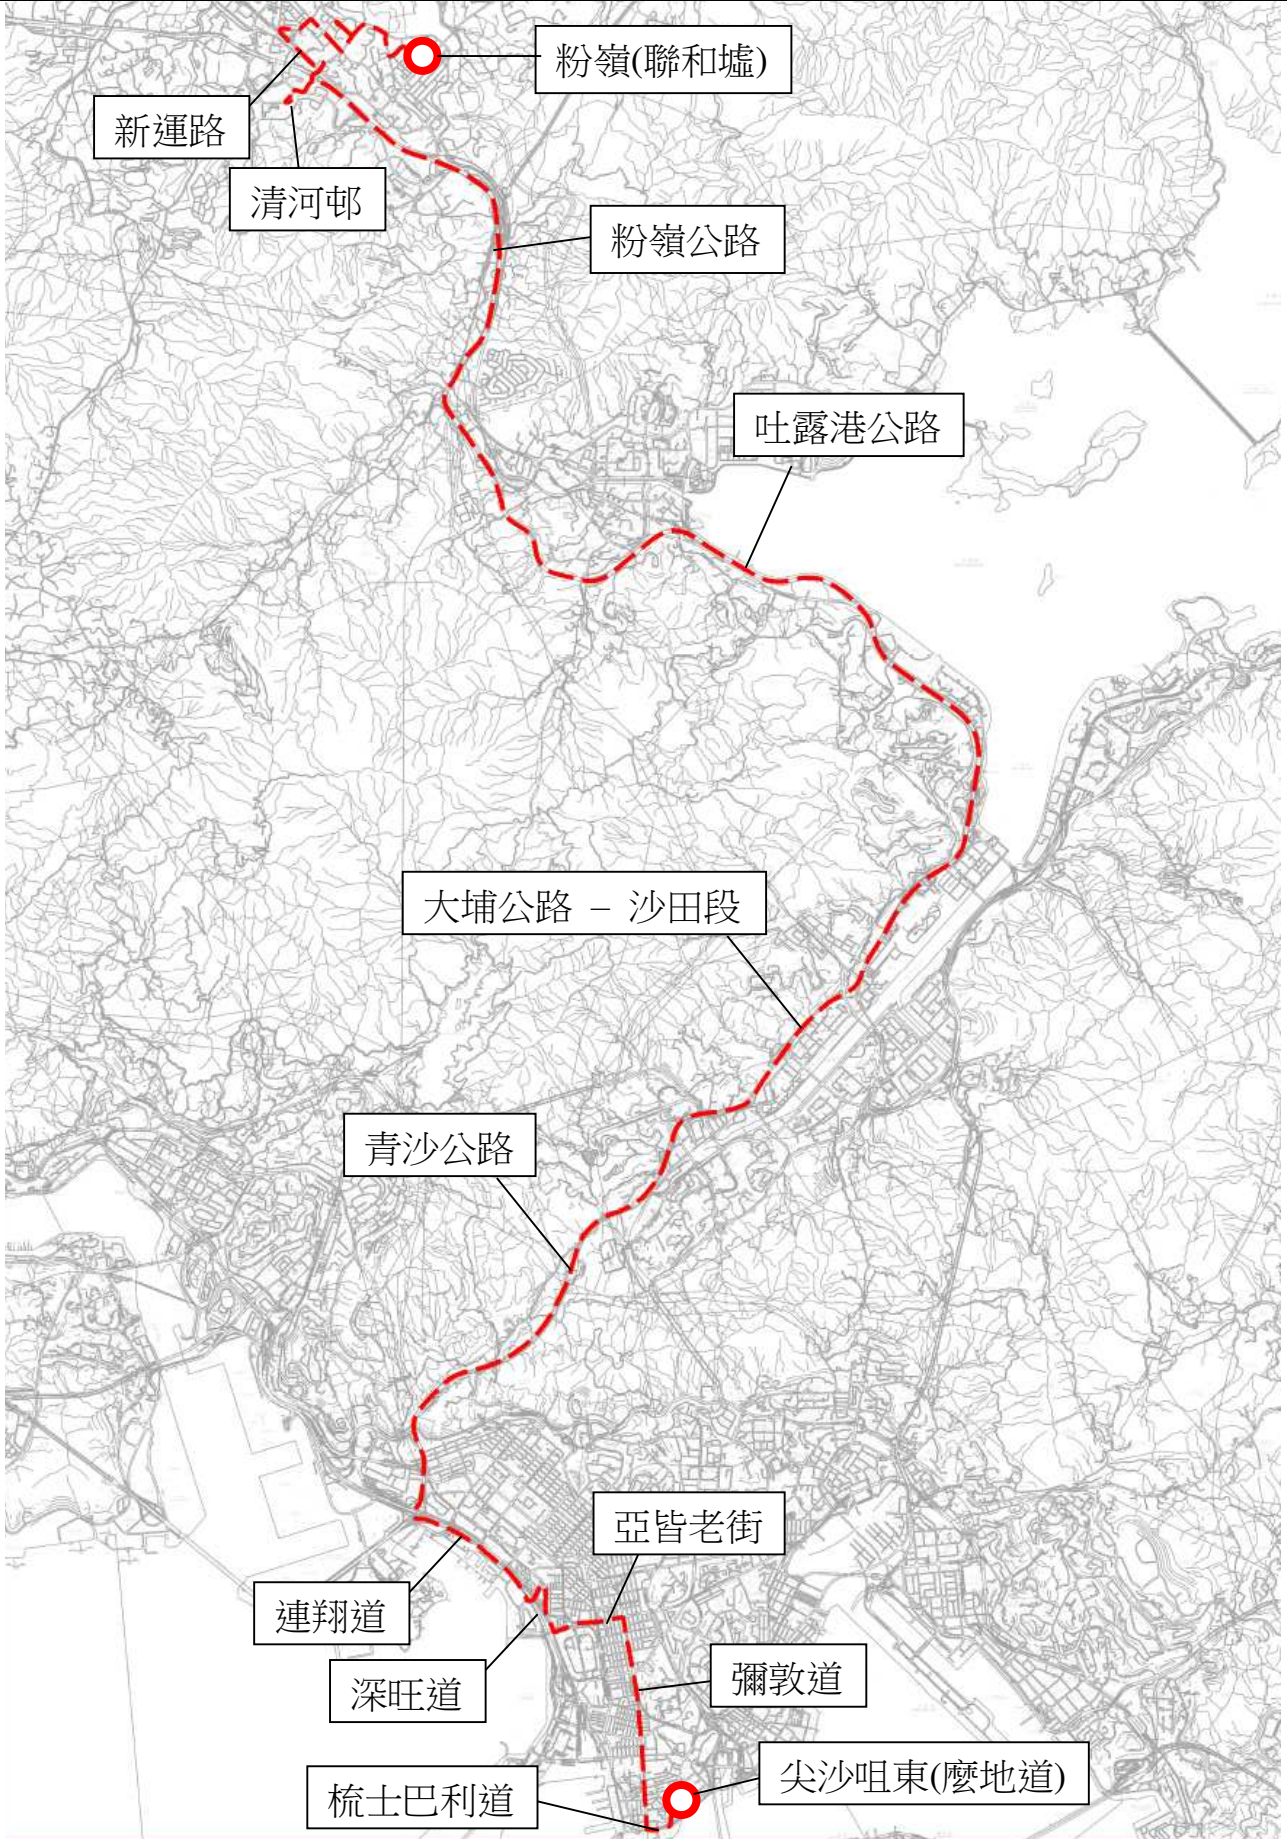 粉嶺(聯和墟)
新運路
清河邨
粉嶺公路
吐露港公路
大埔公路 – 沙田段
青沙公路
亞皆老街
連翔道
深旺道
彌敦道
尖沙咀東(麼地道)
梳士巴利道